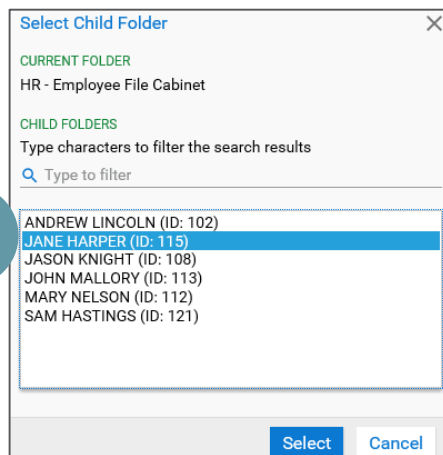 Select Child Folder
CURRENT FOLDER
HR - Employee File Cabinet
CHILD FOLDERS
Type characters to filter the search results
Type to filter
ANDREW LINCOLN (ID: 102)
JANE HARPER (ID: 115)
JASON KNIGHT (ID: 108)
JOHN MALLORY (ID: 113)
MARY NELSON (ID: 112)
SAM HASTINGS (ID: 121)
Select Cancel